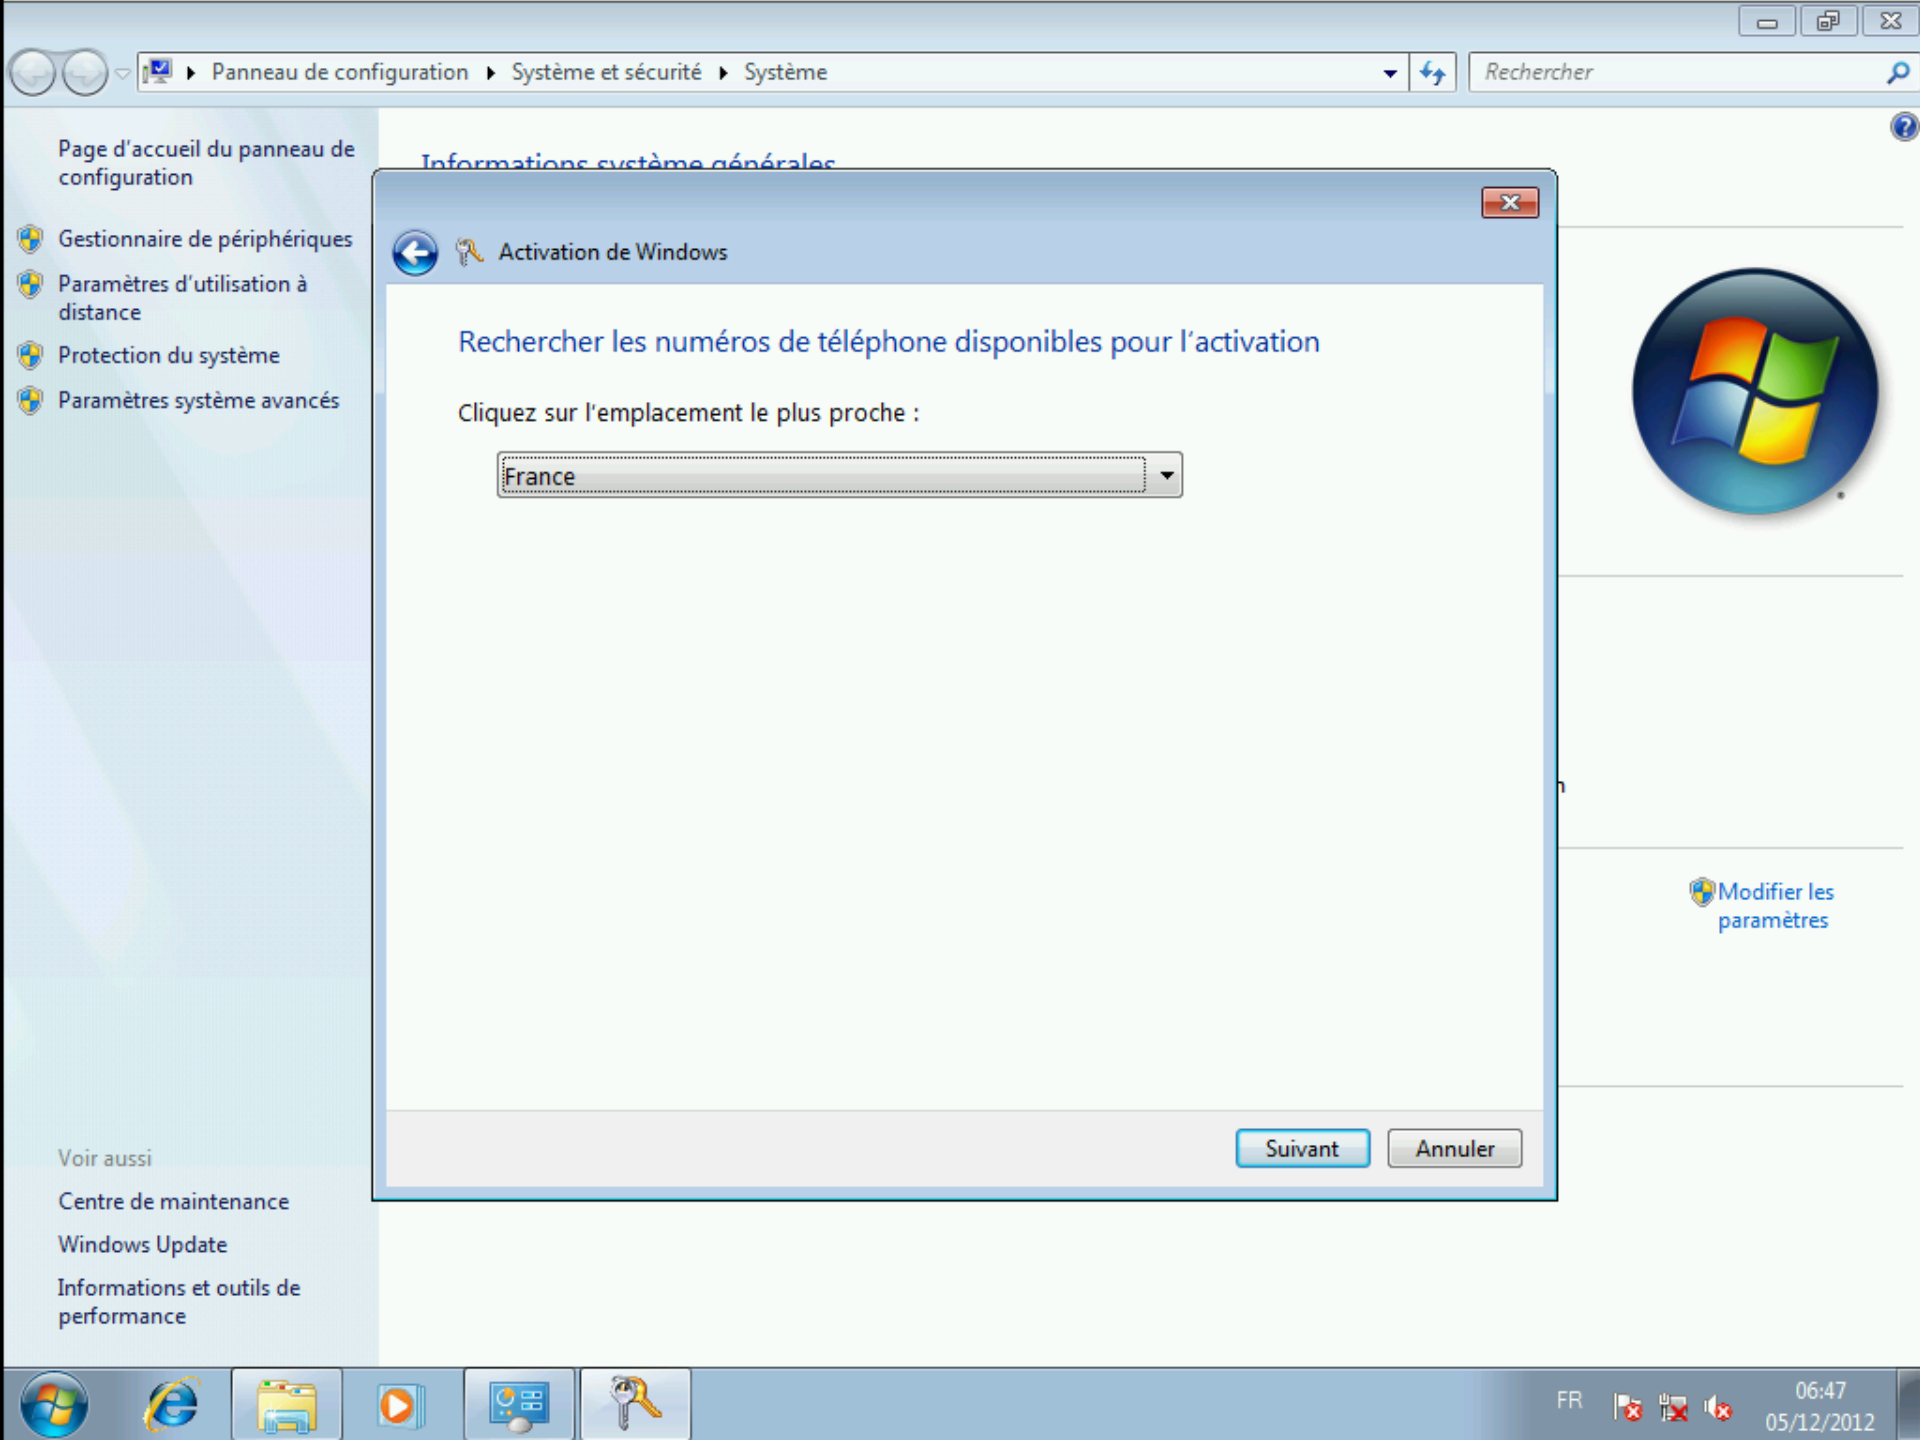 Panneau de configuration
Système et sécurité
Système
Rechercher
Page d'accueil du panneau de
configuration
Gestionnaire de périphériques
Paramètres d'utilisation à
distance
Protection du système
Paramètres système avancés
Informations système générales
Activation de Windows
Rechercher les numéros de téléphone disponibles pour l'activation
Cliquez sur l'emplacement le plus proche :
France
n
Modifier les
paramètres
Suivant
Annuler
Voir aussi
Centre de maintenance
Windows Update
Informations et outils de
performance
FR
06:47
05/12/2012